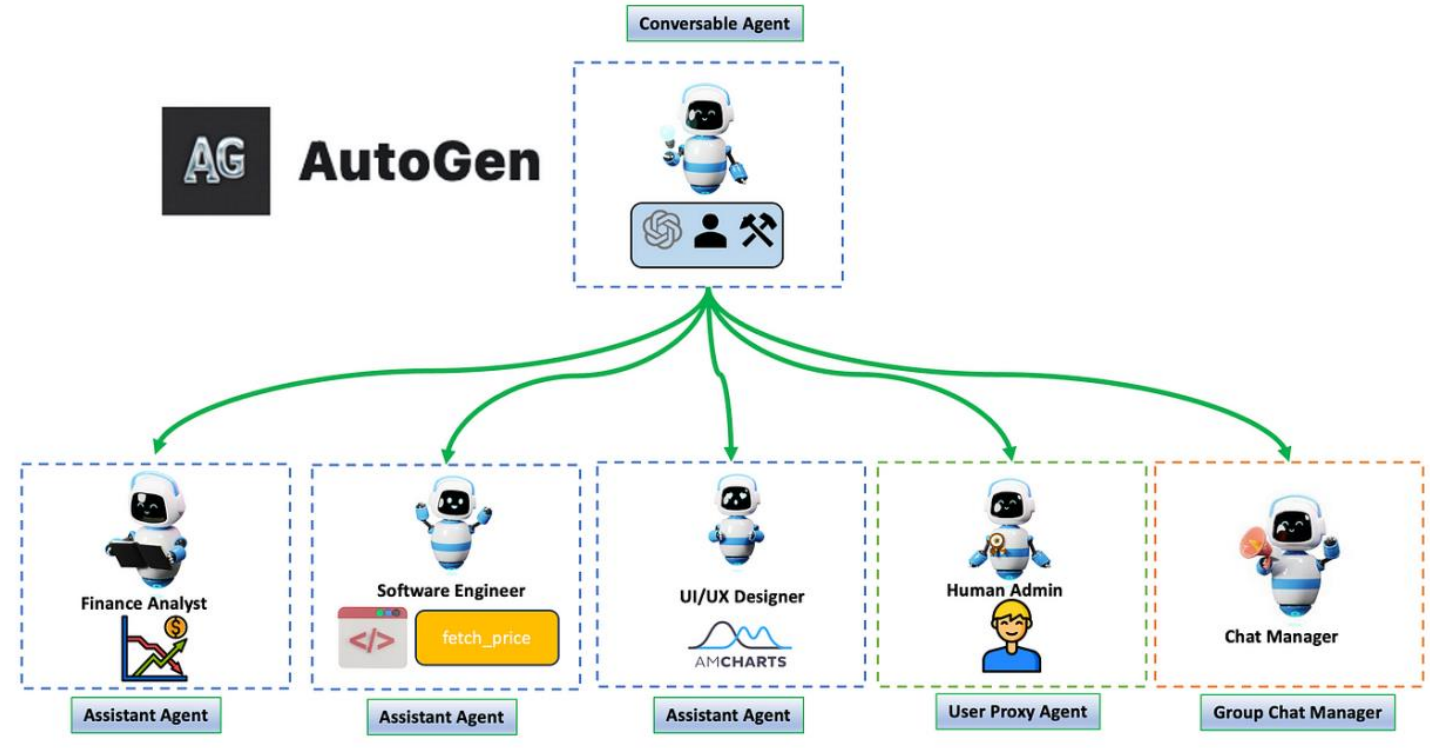 Conversable Agent
AG
AutoGen
Finance Analyst
Software Engineer
UI/UX Designer
Human Admin
Chat Manager
$
</>
fetch_price
AMCHARTS
Assistant Agent
Assistant Agent
Assistant Agent
User Proxy Agent
Group Chat Manager